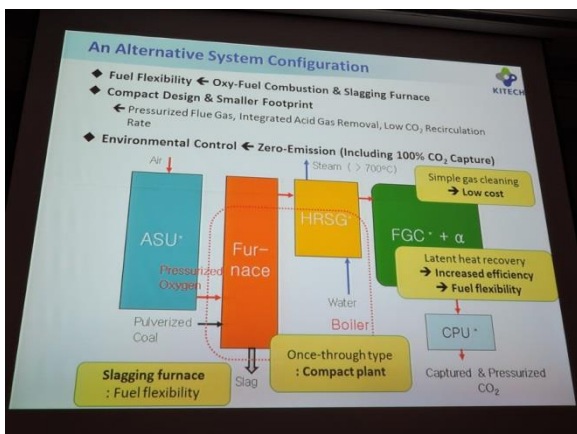 An Alternative System Configuration
KITECH
◆ Fuel Flexibility ← Oxy-Fuel Combustion & Slagging Furnace
◆ Compact Design & Smaller Footprint
← Pressurized Flue Gas, Integrated Acid Gas Removal, Low CO₂ Recirculation
Rate
◆ Environmental Control ← Zero-Emission (Including 100% CO₂ Capture)
Air
Steam ( > 700°C)
Simple gas cleaning
→ Low cost
ASU*
Fur-
nace
HRSG*
FGC* + α
Latent heat recovery
→ Increased efficiency
→ Fuel flexibility
Pressurized
Oxygen
Water
Pulverized
Coal
Boiler
CPU*
Once-through type
: Compact plant
Slagging furnace
: Fuel flexibility
Slag
Captured & Pressurized
CO₂